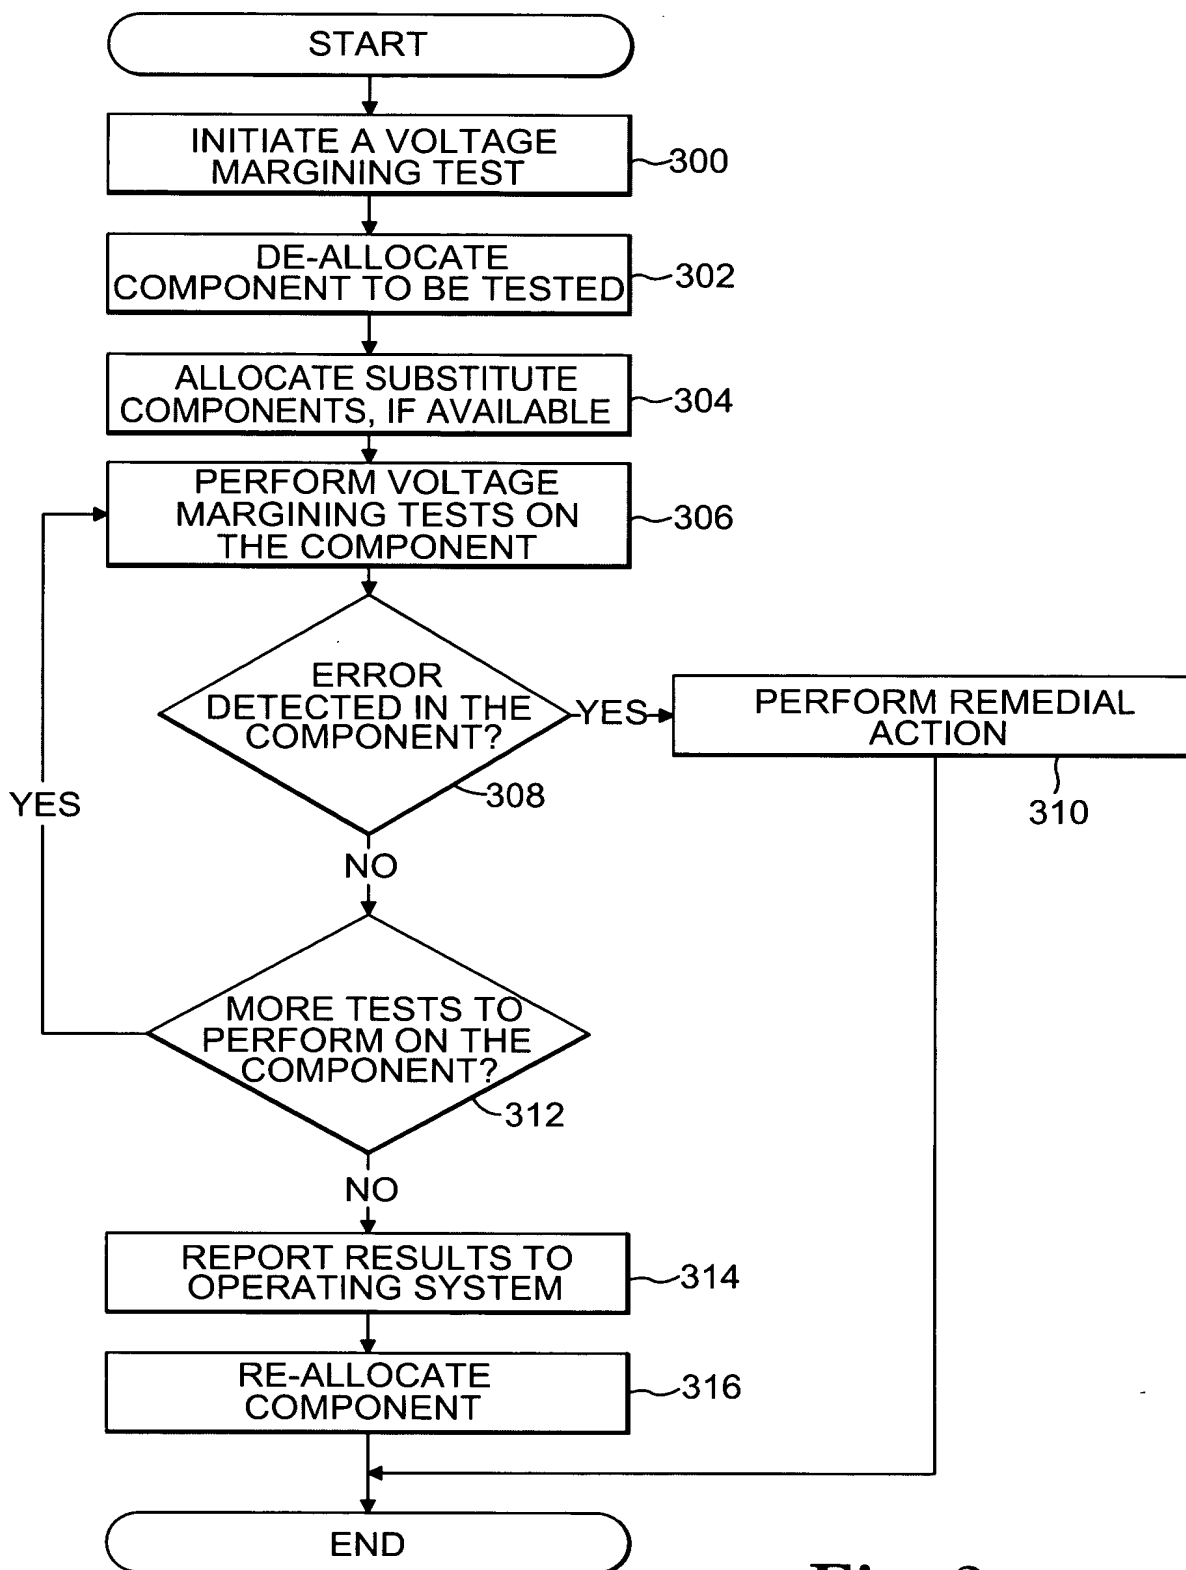 START
INITIATE A VOLTAGE
MARGINING TEST
300
DE-ALLOCATE
COMPONENT TO BE TESTED
302
ALLOCATE SUBSTITUTE
COMPONENTS, IF AVAILABLE
304
PERFORM VOLTAGE
MARGINING TESTS ON
THE COMPONENT
306
ERROR
DETECTED IN THE
COMPONENT?
308
YES
PERFORM REMEDIAL
ACTION
310
YES
NO
MORE TESTS TO
PERFORM ON THE
COMPONENT?
312
NO
REPORT RESULTS TO
OPERATING SYSTEM
314
RE-ALLOCATE
COMPONENT
316
END